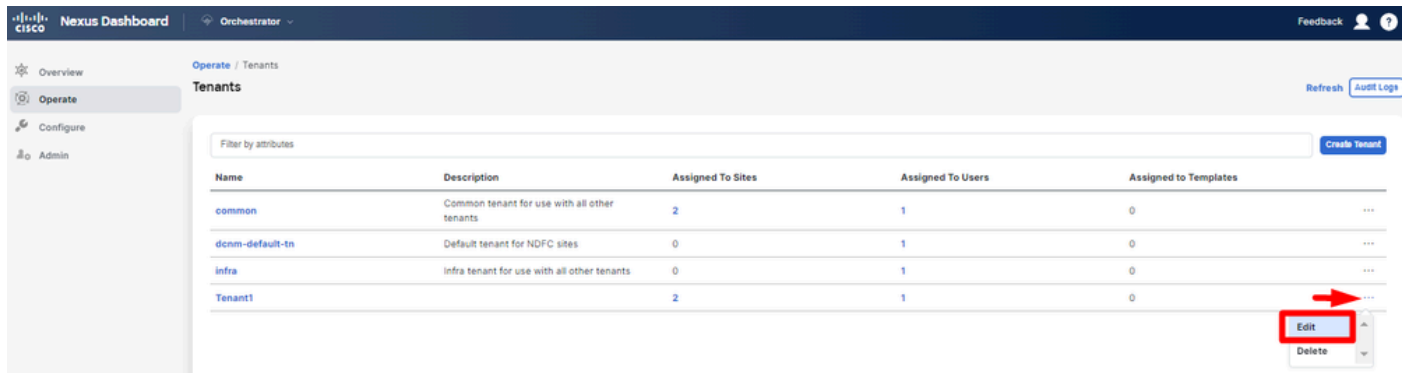 cisco Nexus Dashboard Orchestrator Feedback ?
Overview
Operate
Configure
Admin
Operate / Tenants
Tenants
Refresh Audit Logs
Filter by attributes
Create Tenant
Name Description Assigned To Sites Assigned To Users Assigned to Templates
common Common tenant for use with all other
tenants 2 1 0 ...
dcnm-default-tn Default tenant for NDFC sites 0 1 0 ...
infra Infra tenant for use with all other tenants 0 1 0 ...
Tenant1 2 1 0 ...
Edit
Delete